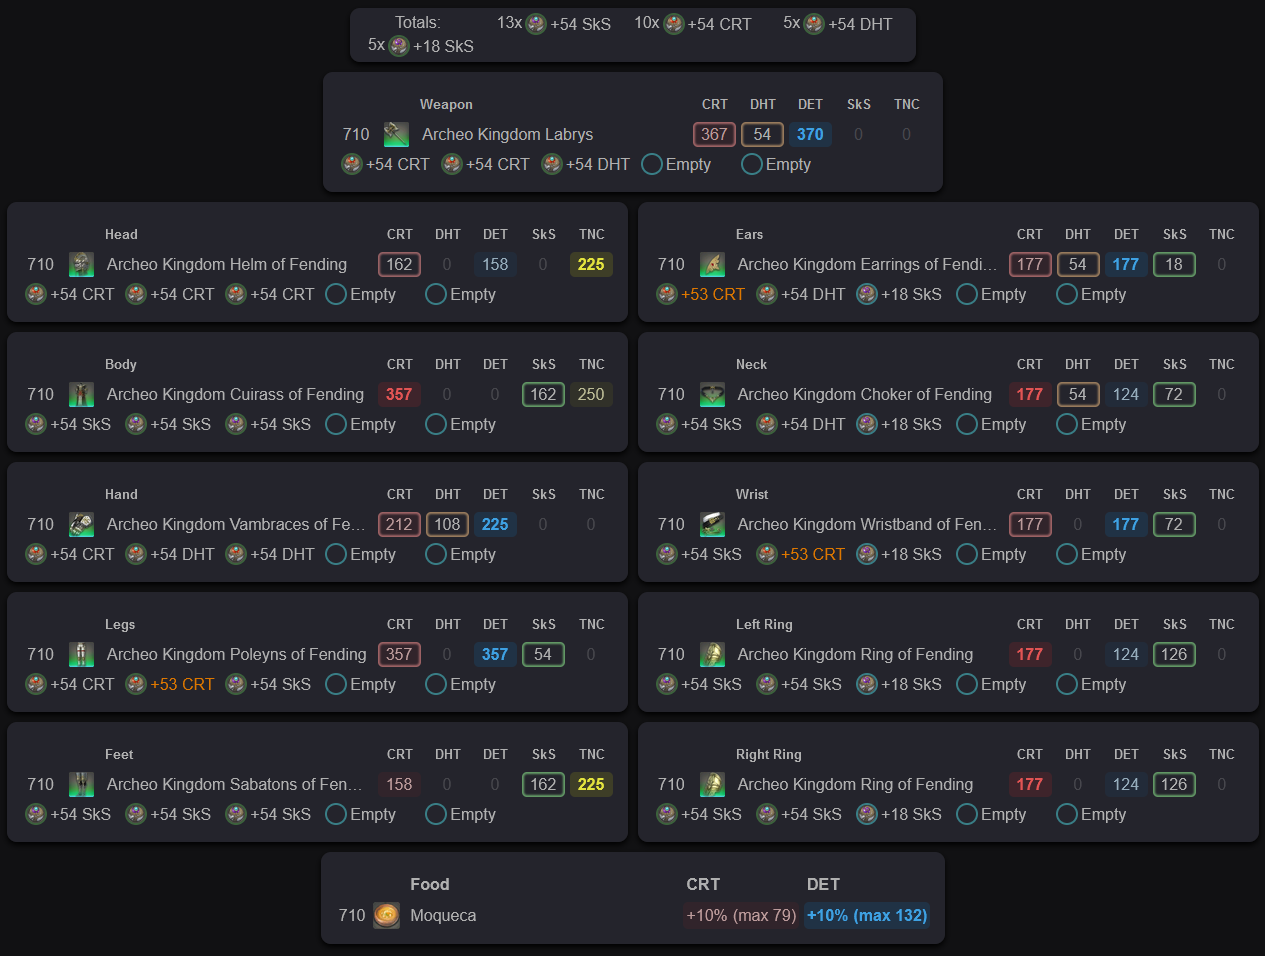 Totals: 13x +54 SkS 10x +54 CRT 5x +54 DHT
5x +18 SkS
Weapon CRT DHT DET SkS TNC
710 Archeo Kingdom Labrys 367 54 370 0 0
+54 CRT +54 CRT +54 DHT Empty Empty
Head CRT DHT DET SkS TNC
710 Archeo Kingdom Helm of Fending 162 0 158 0 225
+54 CRT +54 CRT +54 CRT Empty Empty
Ears CRT DHT DET SkS TNC
710 Archeo Kingdom Earrings of Fendi... 177 54 177 18 0
+53 CRT +54 DHT +18 SkS Empty Empty
Body CRT DHT DET SkS TNC
710 Archeo Kingdom Cuirass of Fending 357 0 0 162 250
+54 SkS +54 SkS +54 SkS Empty Empty
Neck CRT DHT DET SkS TNC
710 Archeo Kingdom Choker of Fending 177 54 124 72 0
+54 SkS +54 DHT +18 SkS Empty Empty
Hand CRT DHT DET SkS TNC
710 Archeo Kingdom Vambraces of Fe... 212 108 225 0 0
+54 CRT +54 DHT +54 DHT Empty Empty
Wrist CRT DHT DET SkS TNC
710 Archeo Kingdom Wristband of Fen... 177 0 177 72 0
+54 SkS +53 CRT +18 SkS Empty Empty
Legs CRT DHT DET SkS TNC
710 Archeo Kingdom Poleyns of Fending 357 0 357 54 0
+54 CRT +53 CRT +54 SkS Empty Empty
Left Ring CRT DHT DET SkS TNC
710 Archeo Kingdom Ring of Fending 177 0 124 126 0
+54 SkS +54 SkS +18 SkS Empty Empty
Feet CRT DHT DET SkS TNC
710 Archeo Kingdom Sabatons of Fen... 158 0 0 162 225
+54 SkS +54 SkS +54 SkS Empty Empty
Right Ring CRT DHT DET SkS TNC
710 Archeo Kingdom Ring of Fending 177 0 124 126 0
+54 SkS +54 SkS +18 SkS Empty Empty
Food CRT DET
710 Moqueca +10% (max 79) +10% (max 132)